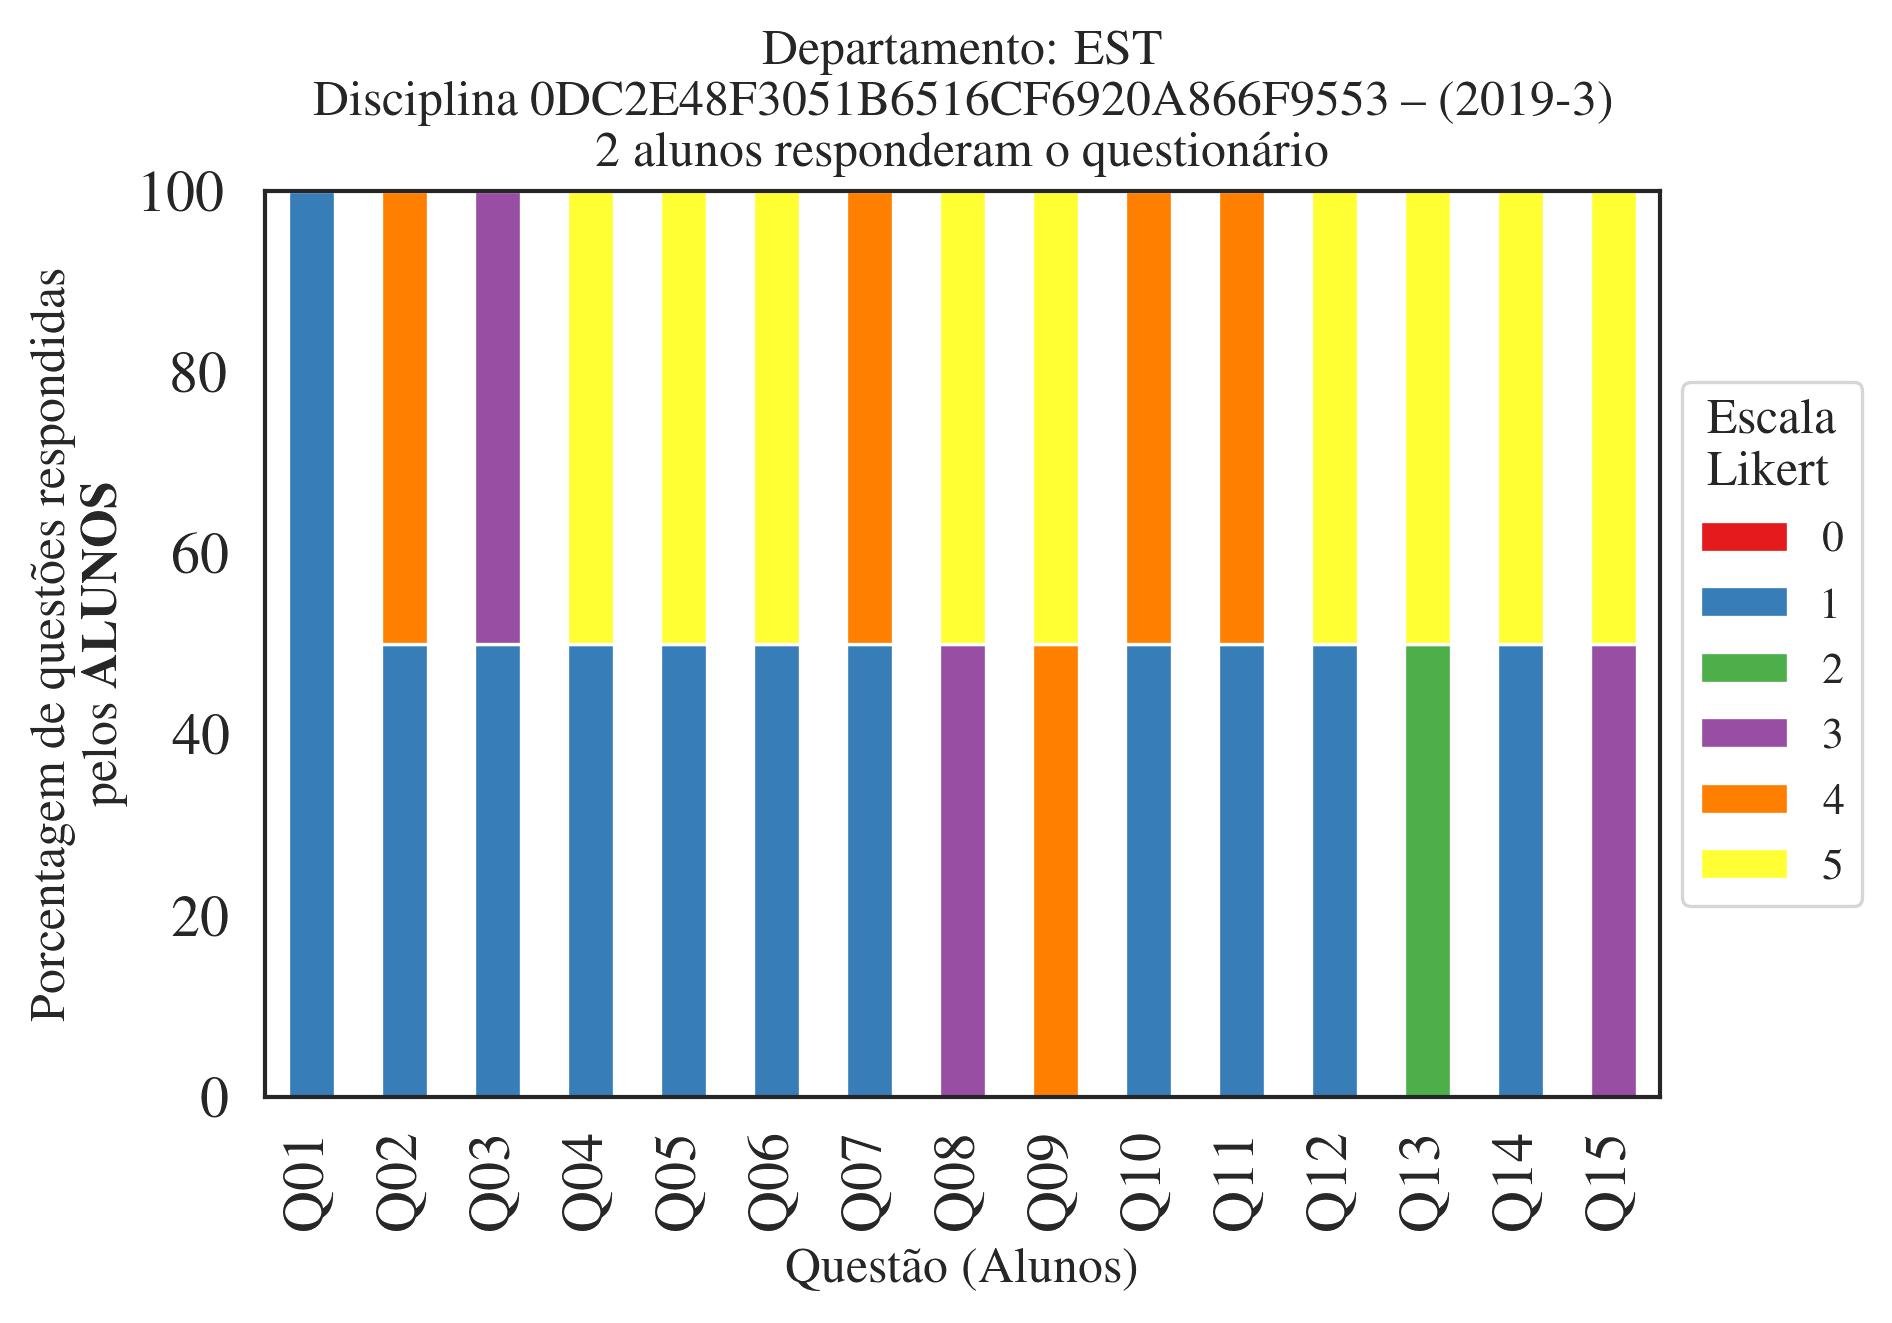 Departamento: EST
Disciplina 0DC2E48F3051B6516CF6920A866F9553 – (2019-3)
2 alunos responderam o questionário
Porcentagem de questões respondidas
pelos ALUNOS
100
80
60
40
20
0
Q01
Q02
Q03
Q04
Q05
Q06
Q07
Q08
Q09
Q10
Q11
Q12
Q13
Q14
Q15
Questão (Alunos)
Escala
Likert
0
1
2
3
4
5